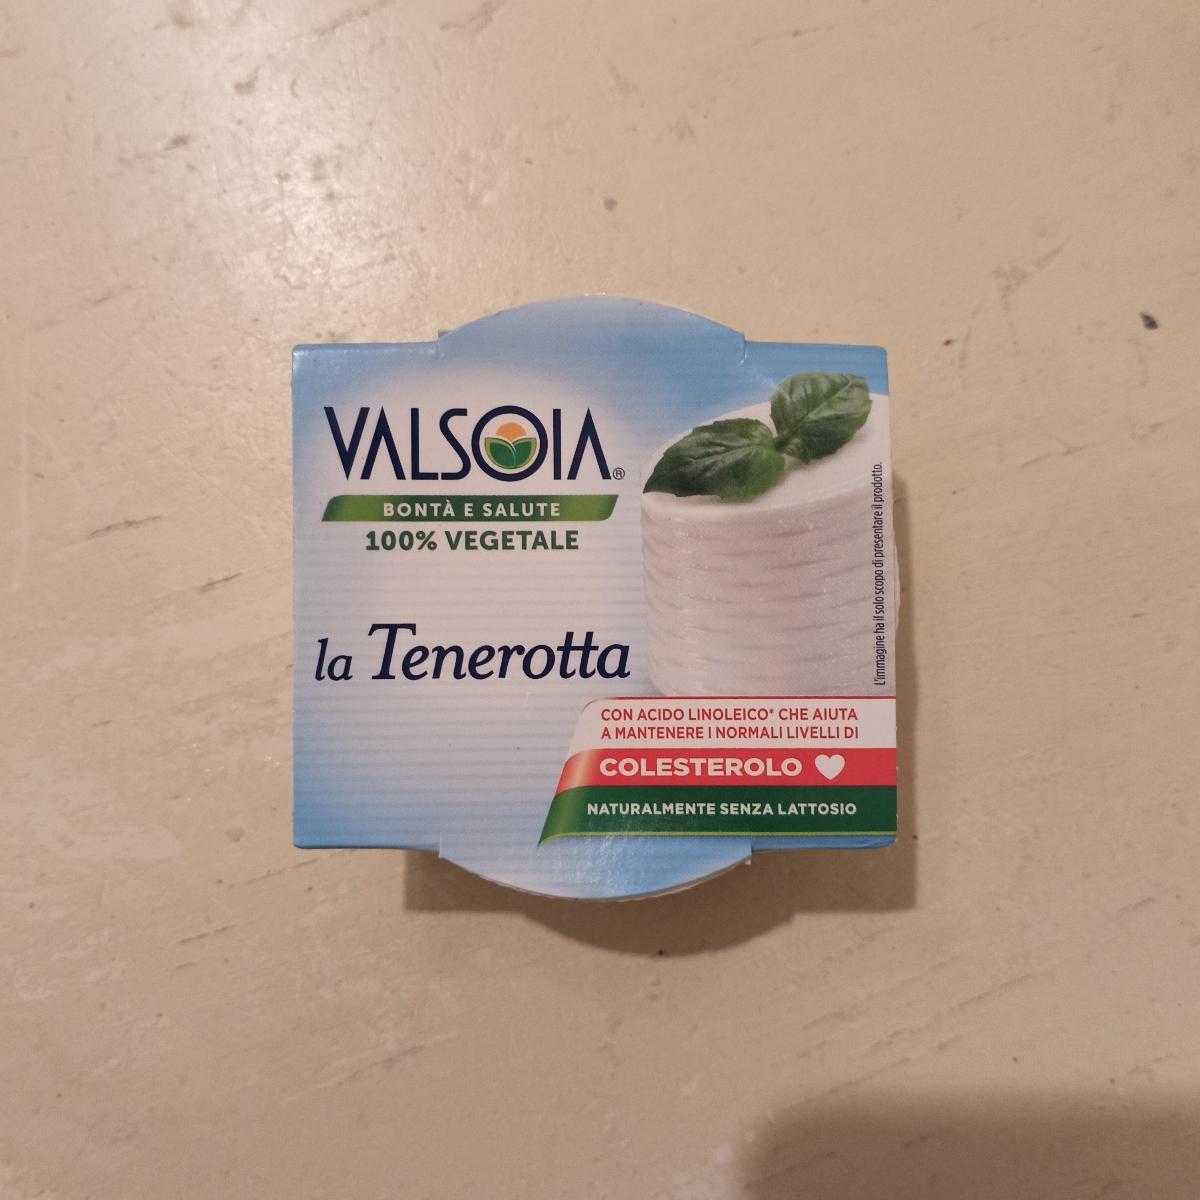 VALSOIA®
BONTÀ E SALUTE
100% VEGETALE
la Tenerotta
CON ACIDO LINOLEICO* CHE AIUTA
A MANTENERE I NORMALI LIVELLI DI
COLESTEROLO
NATURALMENTE SENZA LATTOSIO
L'immagine ha il solo scopo di presentare il prodotto.